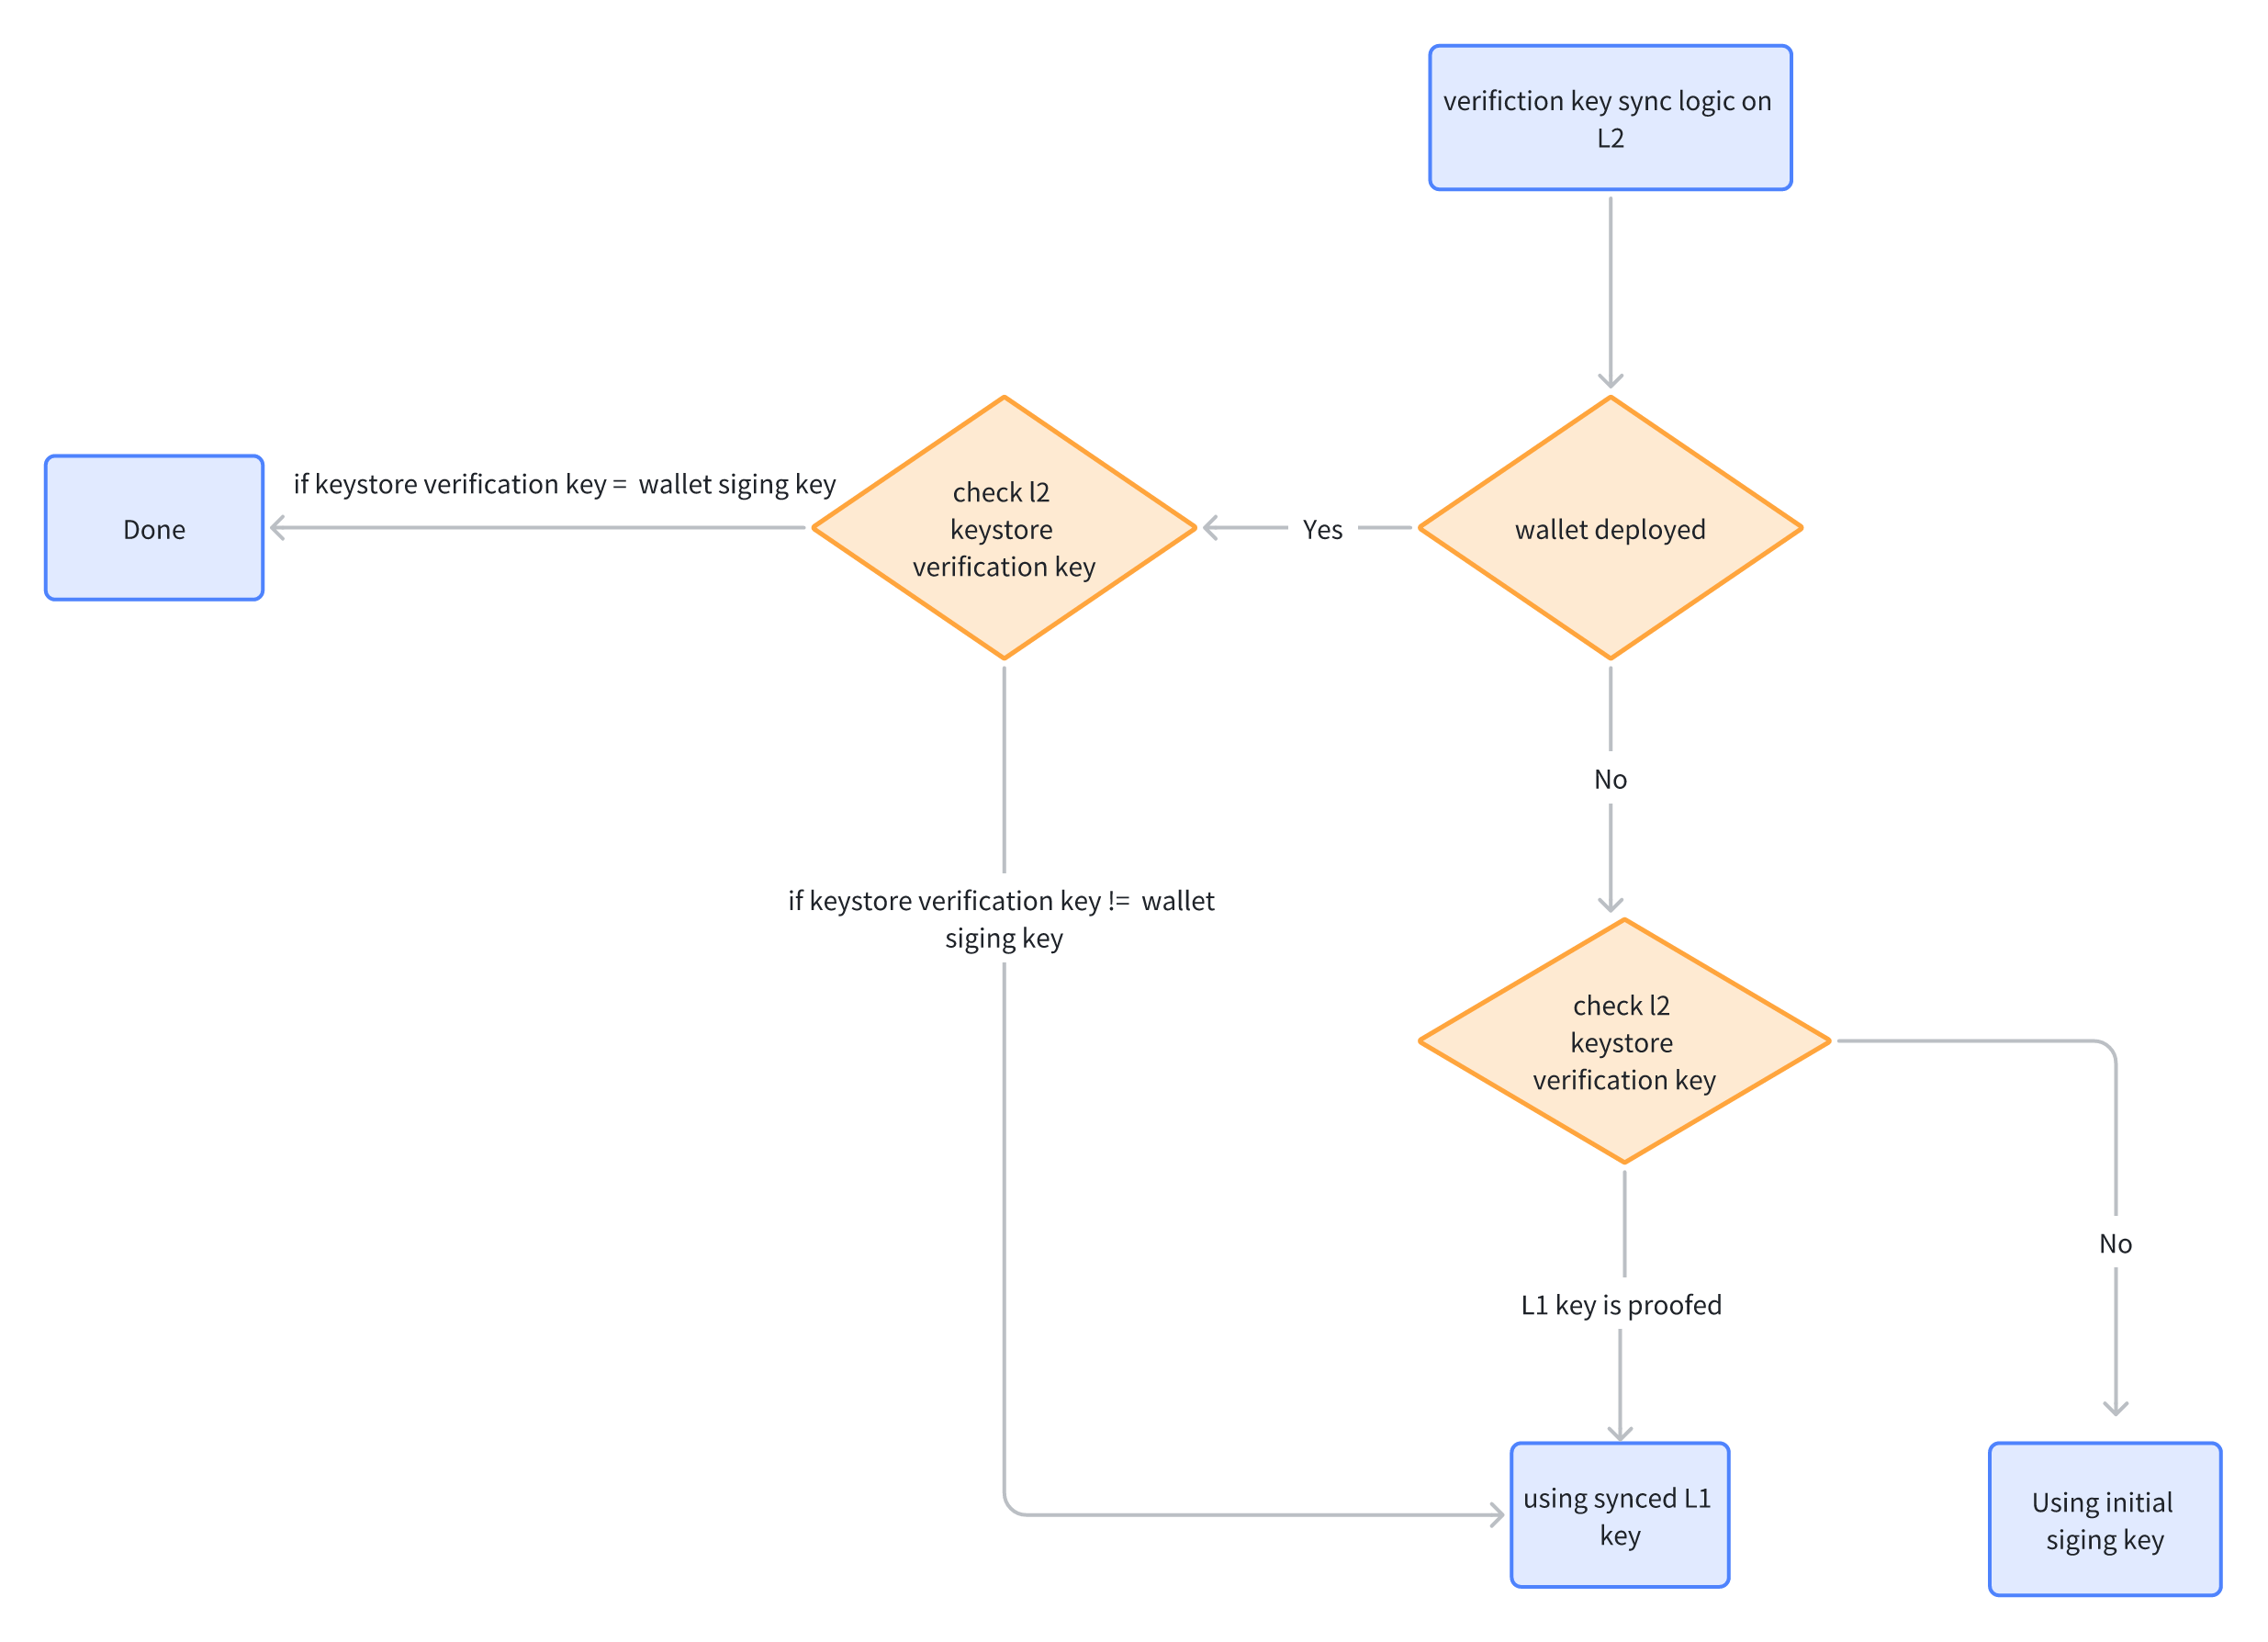 verifiction key sync logic on
L2
Done
if keystore verification key =  wallet siging key
check l2
keystore
verification key
Yes
wallet deployed
No
if keystore verification key !=  wallet
siging key
check l2
keystore
verification key
No
L1 key is proofed
using synced L1
key
Using initial
siging key